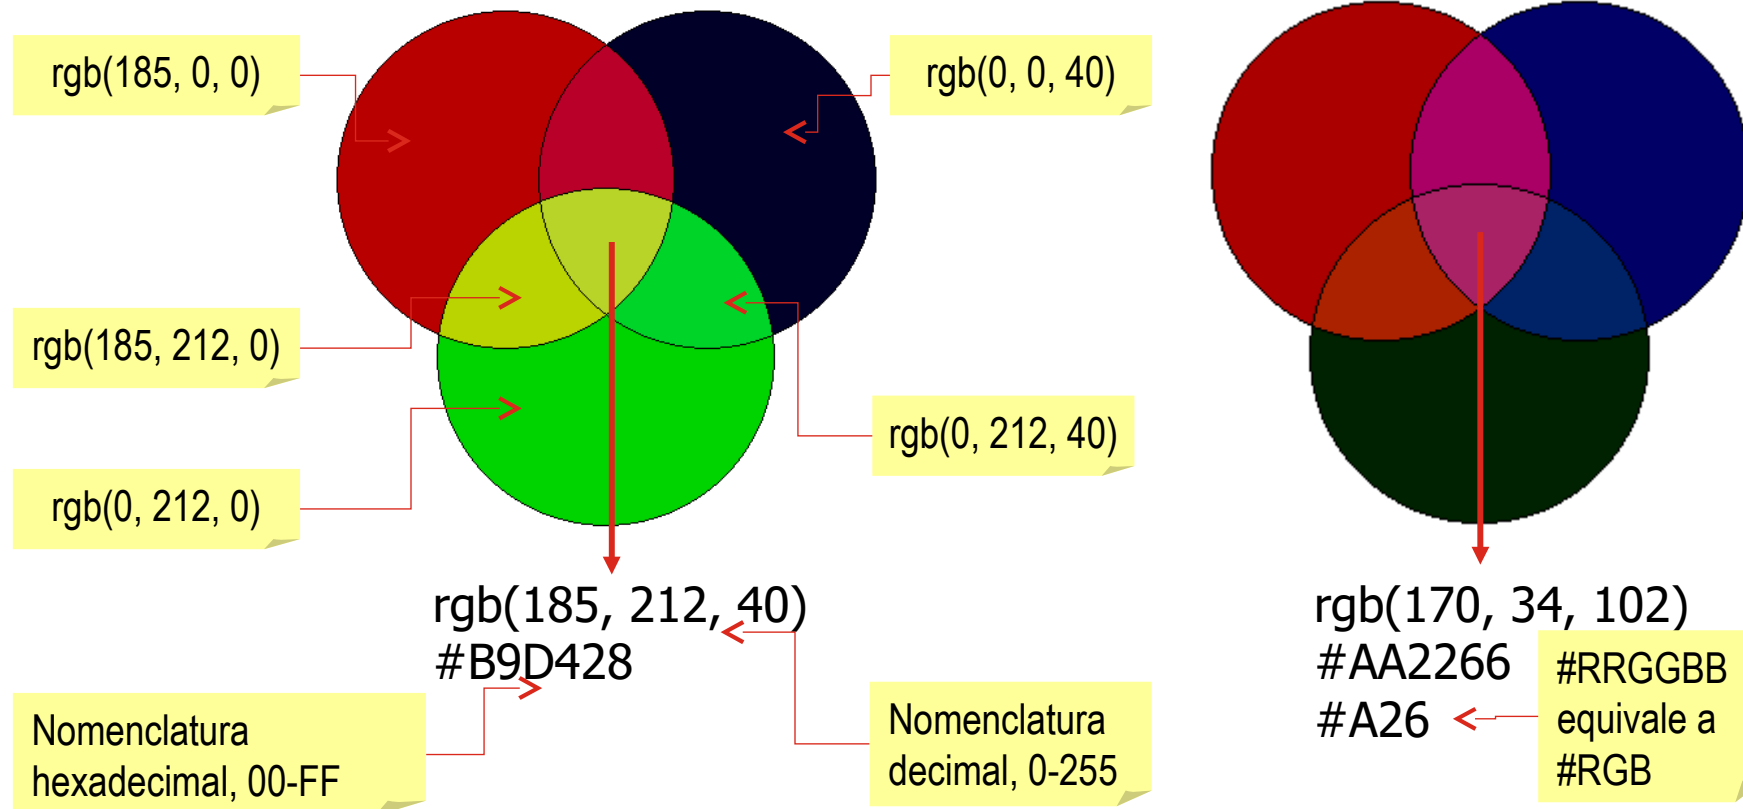 rgb(185, 0, 0)
rgb(0, 0, 40)
rgb(185, 212, 0)
rgb(0, 212, 40)
rgb(0, 212, 0)
rgb(185, 212, 40)
#B9D428
Nomenclatura
hexadecimal, 00-FF
Nomenclatura
decimal, 0-255
rgb(170, 34, 102)
#AA2266
#A26
#RRGGBB
equivale a
#RGB